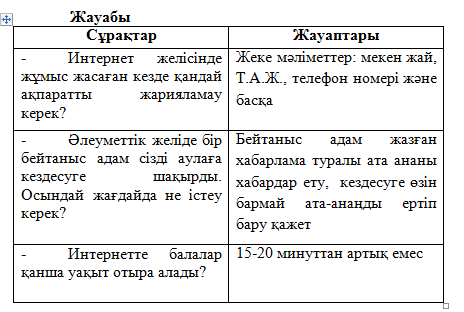 Жауабы
Сұрақтар
Жауаптары
- Интернет желісінде
жұмыс жасаған кезде қандай
ақпаратты жарияламау
керек?
Жеке мәліметтер: мекен жай,
Т.А.Ж., телефон номері және
басқа
- Әлеуметтік желіде бір
бейтаныс адам сізді аулаға
кездесуге шақырды.
Осындай жағдайда не істеу
керек?
Бейтаныс адам жазған
хабарлама туралы ата ананы
хабардар ету, кездесуге өзін
бармай ата-анаңды ертіп
бару қажет
- Интернетте балалар
қанша уақыт отыра алады?
15-20 минуттан артық емес